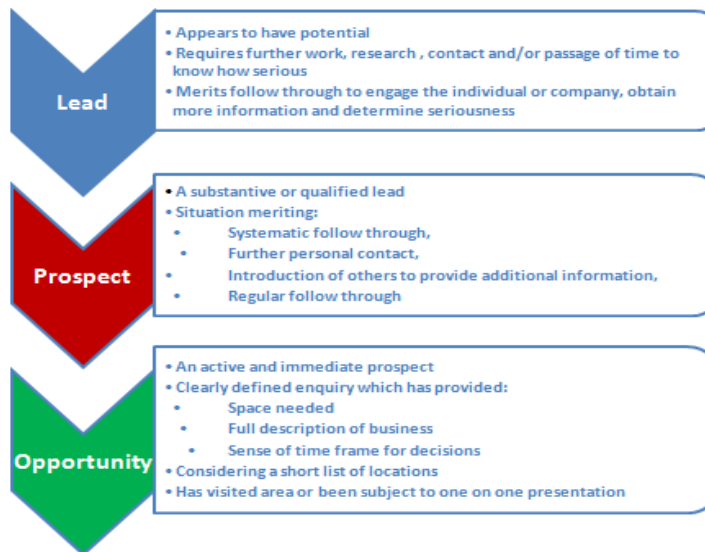 Lead
• Appears to have potential
• Requires further work, research , contact and/or passage of time to
know how serious
• Merits follow through to engage the individual or company, obtain
more information and determine seriousness
Prospect
• A substantive or qualified lead
• Situation meriting:
• Systematic follow through,
• Further personal contact,
• Introduction of others to provide additional information,
• Regular follow through
Opportunity
• An active and immediate prospect
• Clearly defined enquiry which has provided:
• Space needed
• Full description of business
• Sense of time frame for decisions
• Considering a short list of locations
• Has visited area or been subject to one on one presentation